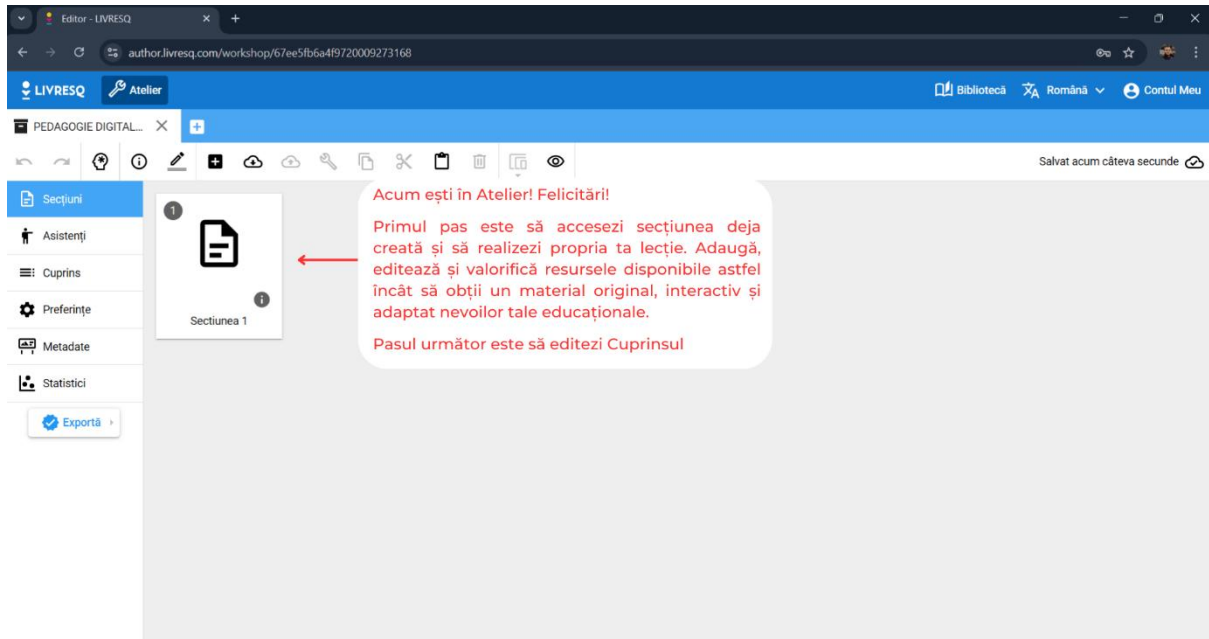 Editor - LIVRESQ
author.livresq.com/workshop/67ee5fb6a4f9720009273168
LIVRESQ
Atelier
Bibliotecă
Română
Contul Meu
PEDAGOGIE DIGITAL...
Salvat acum câteva secunde
Secțiuni
Asistenți
Cuprins
Preferințe
Metadate
Statistici
Exportă
1
Sectiunea 1
Acum ești în Atelier! Felicitări!
Primul pas este să accesezi secțiunea deja
creată și să realizezi propria ta lecție. Adaugă,
editează și valorifică resursele disponibile astfel
încât să obții un material original, interactiv și
adaptat nevoilor tale educaționale.
Pasul următor este să editezi Cuprinsul